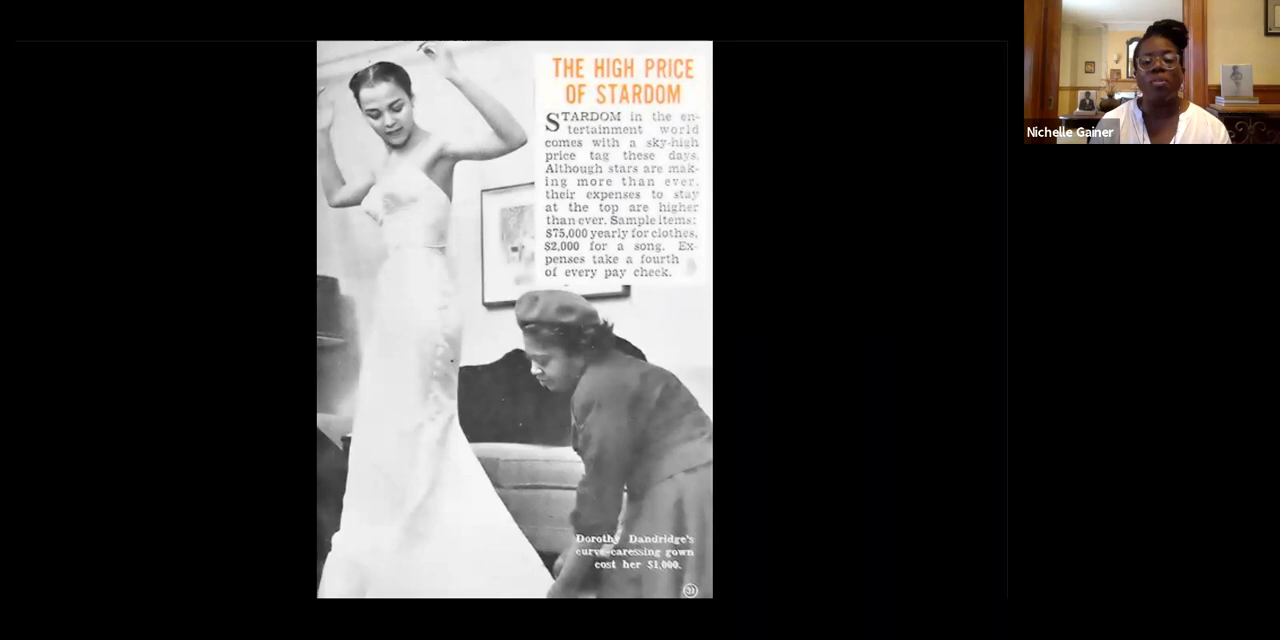 THE HIGH PRICE
OF STARDOM
STARDOM in the en-
tertainment world
comes with a sky-high
price tag these days.
Although stars are mak-
ing more than ever,
their expenses to stay
at the top are higher
than ever. Sample items:
$75,000 yearly for clothes,
$2,000 for a song. Ex-
penses take a fourth
of every pay check.
Dorothy Dandridge's
curve-caressing gown
cost her $1,000.
31
Nichelle Gainer